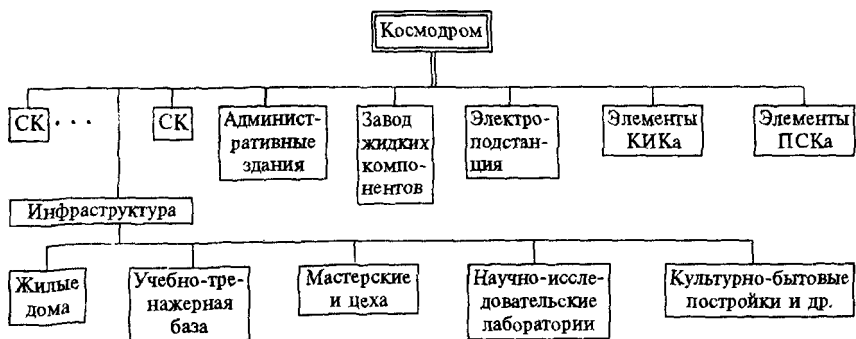 Космодром
СК . . .
СК
Админист-
ративные
здания
Завод
жидких
компо-
нентов
Электро-
подстан-
ция
Элементы
КИКа
Элементы
ПСКа
Инфраструктура
Жилые
дома
Учебно-тре-
нажерная
база
Мастерские
и цеха
Научно-иссле-
довательские
лаборатории
Культурно-бытовые
постройки и др.